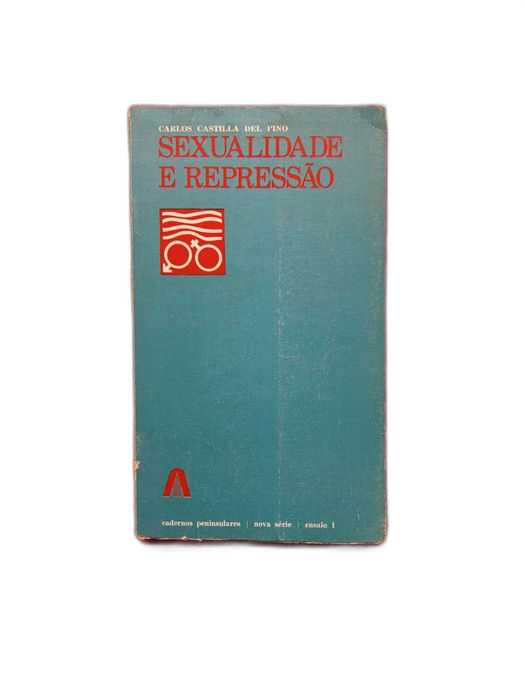 CARLOS CASTILLA DEL PINO
SEXUALIDADE
E REPRESSÃO
cadernos peninsulares | nova série | ensaio 1